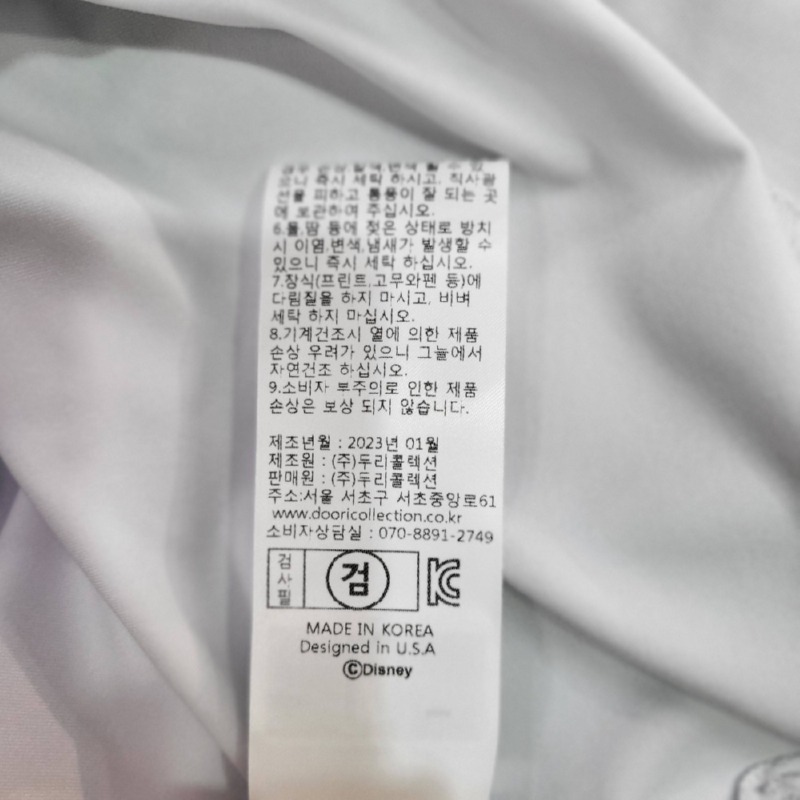 경우 손상.탈색.변색 될 수 있
으니 즉시 세탁 하시고, 직사광
선을 피하고 통풍이 잘 되는 곳
에 보관하여 주십시오.
6.물,땀 등에 젖은 상태로 방치
시 이염,변색,냄새가 발생할 수
있으니 즉시 세탁 하십시오.
7.장식(프린트,고무와펜 등)에
다림질을 하지 마시고, 비벼
세탁 하지 마십시오.
8.기계건조시 열에 의한 제품
손상 우려가 있으니 그늘에서
자연건조 하십시오.
9.소비자 부주의로 인한 제품
손상은 보상 되지 않습니다.
제조년월 : 2023년 01월
제조원 : (주)두리콜렉션
판매원 : (주)두리콜렉션
주소:서울 서초구 서초중앙로61
www.dooricollection.co.kr
소비자상담실 : 070-8891-2749
검사필 검 KC
MADE IN KOREA
Designed in U.S.A
©Disney